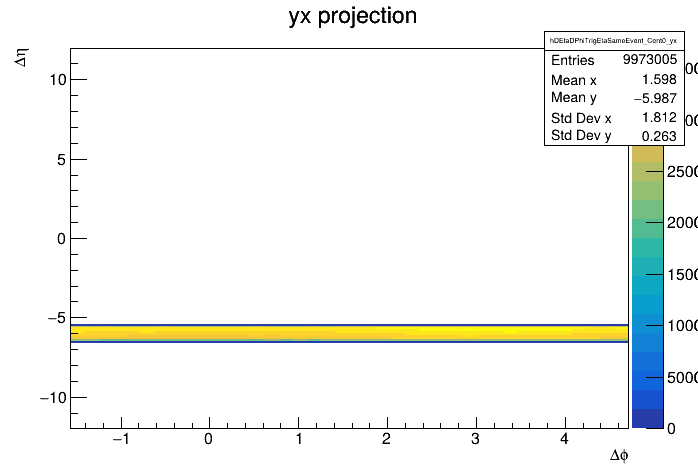 yx projection
hDEtaDPhiTrigEtaSameEvent_Cent0_yx
Entries 9973005
Mean x 1.598
Mean y −5.987
Std Dev x 1.812
Std Dev y 0.263
Δη
10
5
0
−5
−10
−1 0 1 2 3 4
Δϕ
2500
2000
1500
1000
5000
0